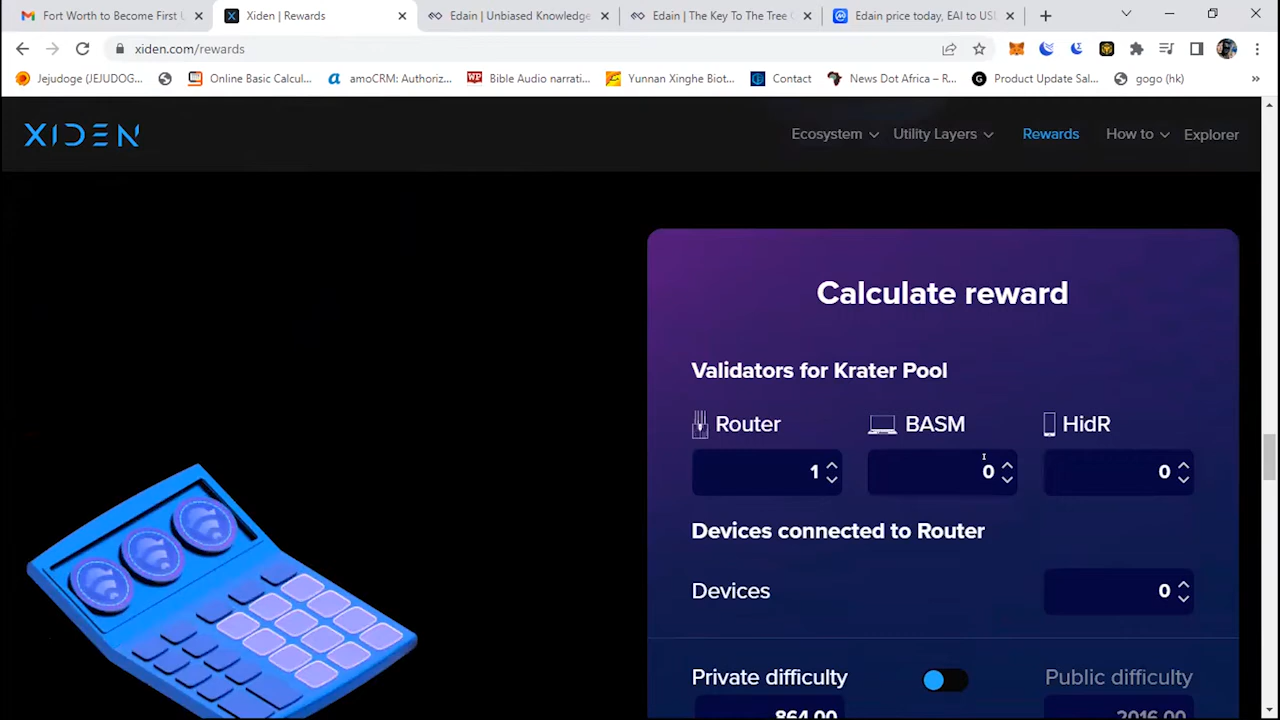 Fort Worth to Become First U
Xiden | Rewards
Edain | Unbiased Knowledge
Edain | The Key To The Tree O
Edain price today, EAI to USD
xiden.com/rewards
Jejudoge (JEJUDOG...
Online Basic Calcul...
amoCRM: Authoriz...
Bible Audio narrati...
Yunnan Xinghe Biot...
Contact
News Dot Africa – R...
Product Update Sal...
gogo (hk)
XIDEN
Ecosystem
Utility Layers
Rewards
How to
Explorer
Calculate reward
Validators for Krater Pool
Router
BASM
HidR
1
0
0
Devices connected to Router
Devices
0
Private difficulty
Public difficulty
864.00
2016.00